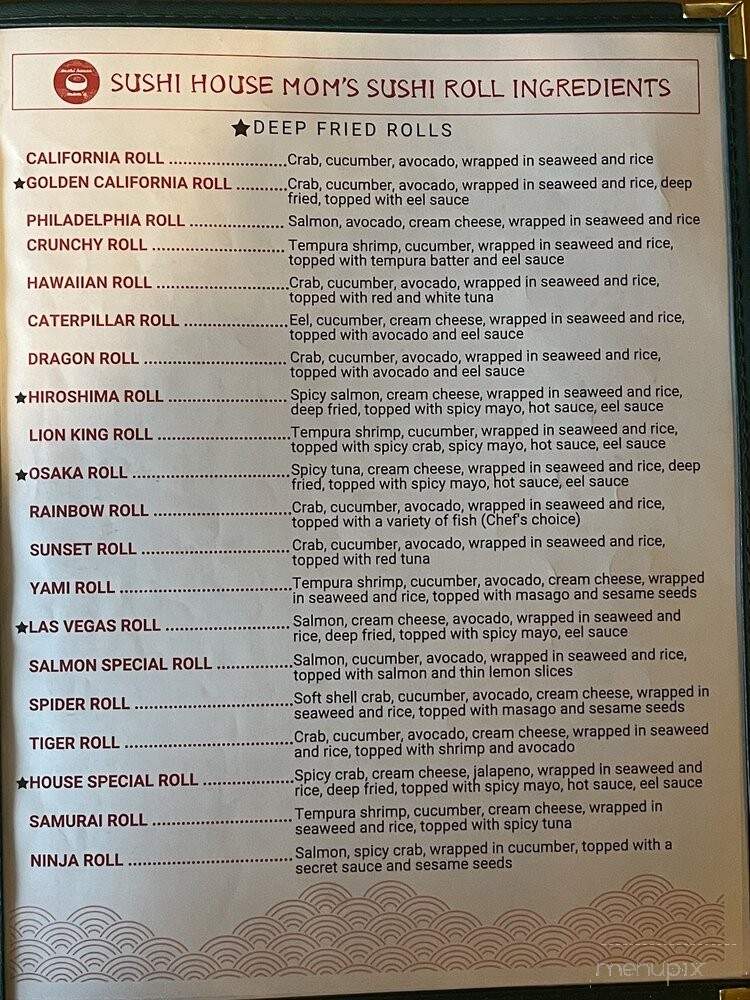 sushi house
mom's
SUSHI HOUSE MOM'S SUSHI ROLL INGREDIENTS
★DEEP FRIED ROLLS
CALIFORNIA ROLL ............................Crab, cucumber, avocado, wrapped in seaweed and rice
★GOLDEN CALIFORNIA ROLL ............Crab, cucumber, avocado, wrapped in seaweed and rice, deep
fried, topped with eel sauce
PHILADELPHIA ROLL ........................ Salmon, avocado, cream cheese, wrapped in seaweed and rice
CRUNCHY ROLL ................................ Tempura shrimp, cucumber, wrapped in seaweed and rice,
topped with tempura batter and eel sauce
HAWAIIAN ROLL ................................Crab, cucumber, avocado, wrapped in seaweed and rice,
topped with red and white tuna
CATERPILLAR ROLL .........................Eel, cucumber, cream cheese, wrapped in seaweed and rice,
topped with avocado and eel sauce
DRAGON ROLL ..................................Crab, cucumber, avocado, wrapped in seaweed and rice,
topped with avocado and eel sauce
★HIROSHIMA ROLL .............................Spicy salmon, cream cheese, wrapped in seaweed and rice,
deep fried, topped with spicy mayo, hot sauce, eel sauce
LION KING ROLL ................................Tempura shrimp, cucumber, wrapped in seaweed and rice,
topped with spicy crab, spicy mayo, hot sauce, eel sauce
★OSAKA ROLL .....................................Spicy tuna, cream cheese, wrapped in seaweed and rice, deep
fried, topped with spicy mayo, hot sauce, eel sauce
RAINBOW ROLL .................................Crab, cucumber, avocado, wrapped in seaweed and rice,
topped with a variety of fish (Chef's choice)
SUNSET ROLL ...................................Crab, cucumber, avocado, wrapped in seaweed and rice,
topped with red tuna
YAMI ROLL ........................................Tempura shrimp, cucumber, avocado, cream cheese, wrapped
in seaweed and rice, topped with masago and sesame seeds
★LAS VEGAS ROLL ..............................Salmon, cream cheese, avocado, wrapped in seaweed and
rice, deep fried, topped with spicy mayo, eel sauce
SALMON SPECIAL ROLL ..................Salmon, cucumber, avocado, wrapped in seaweed and rice,
topped with salmon and thin lemon slices
SPIDER ROLL .....................................Soft shell crab, cucumber, avocado, cream cheese, wrapped in
seaweed and rice, topped with masago and sesame seeds
TIGER ROLL .......................................Crab, cucumber, avocado, cream cheese, wrapped in seaweed
and rice, topped with shrimp and avocado
★HOUSE SPECIAL ROLL .....................Spicy crab, cream cheese, jalapeno, wrapped in seaweed and
rice, deep fried, topped with spicy mayo, hot sauce, eel sauce
SAMURAI ROLL .................................Tempura shrimp, cucumber, cream cheese, wrapped in
seaweed and rice, topped with spicy tuna
NINJA ROLL .......................................Salmon, spicy crab, wrapped in cucumber, topped with a
secret sauce and sesame seeds
menupix